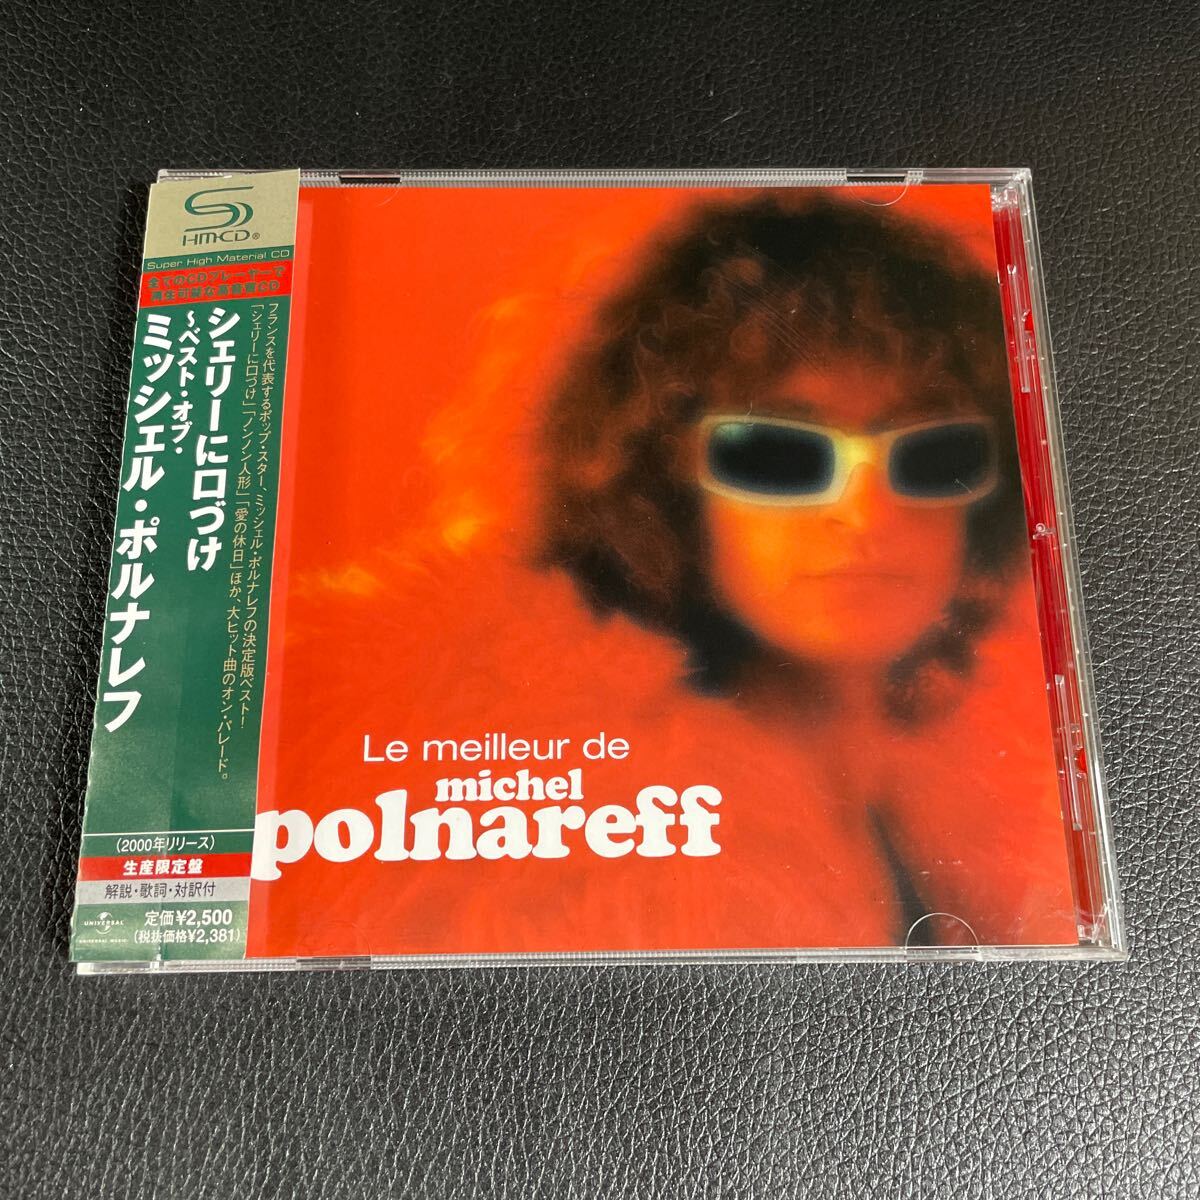 SHM-CD®
Super High Material CD
全てのCDプレーヤーで
再生可能な高音質CD
シェリーに口づけ
～ベスト・オブ・
ミッシェル・ポルナレフ
フランスを代表するポップ・スター、ミッシェル・ポルナレフの決定版ベスト!
「シェリーに口づけ」「ノンノン人形」「愛の休日」ほか、大ヒット曲のオン・パレード。
(2000年リリース)
生産限定盤
解説・歌詞・対訳付
UNIVERSAL
UNIVERSAL MUSIC
定価¥2,500
(税抜価格¥2,381)
Le meilleur de
michel
polnareff